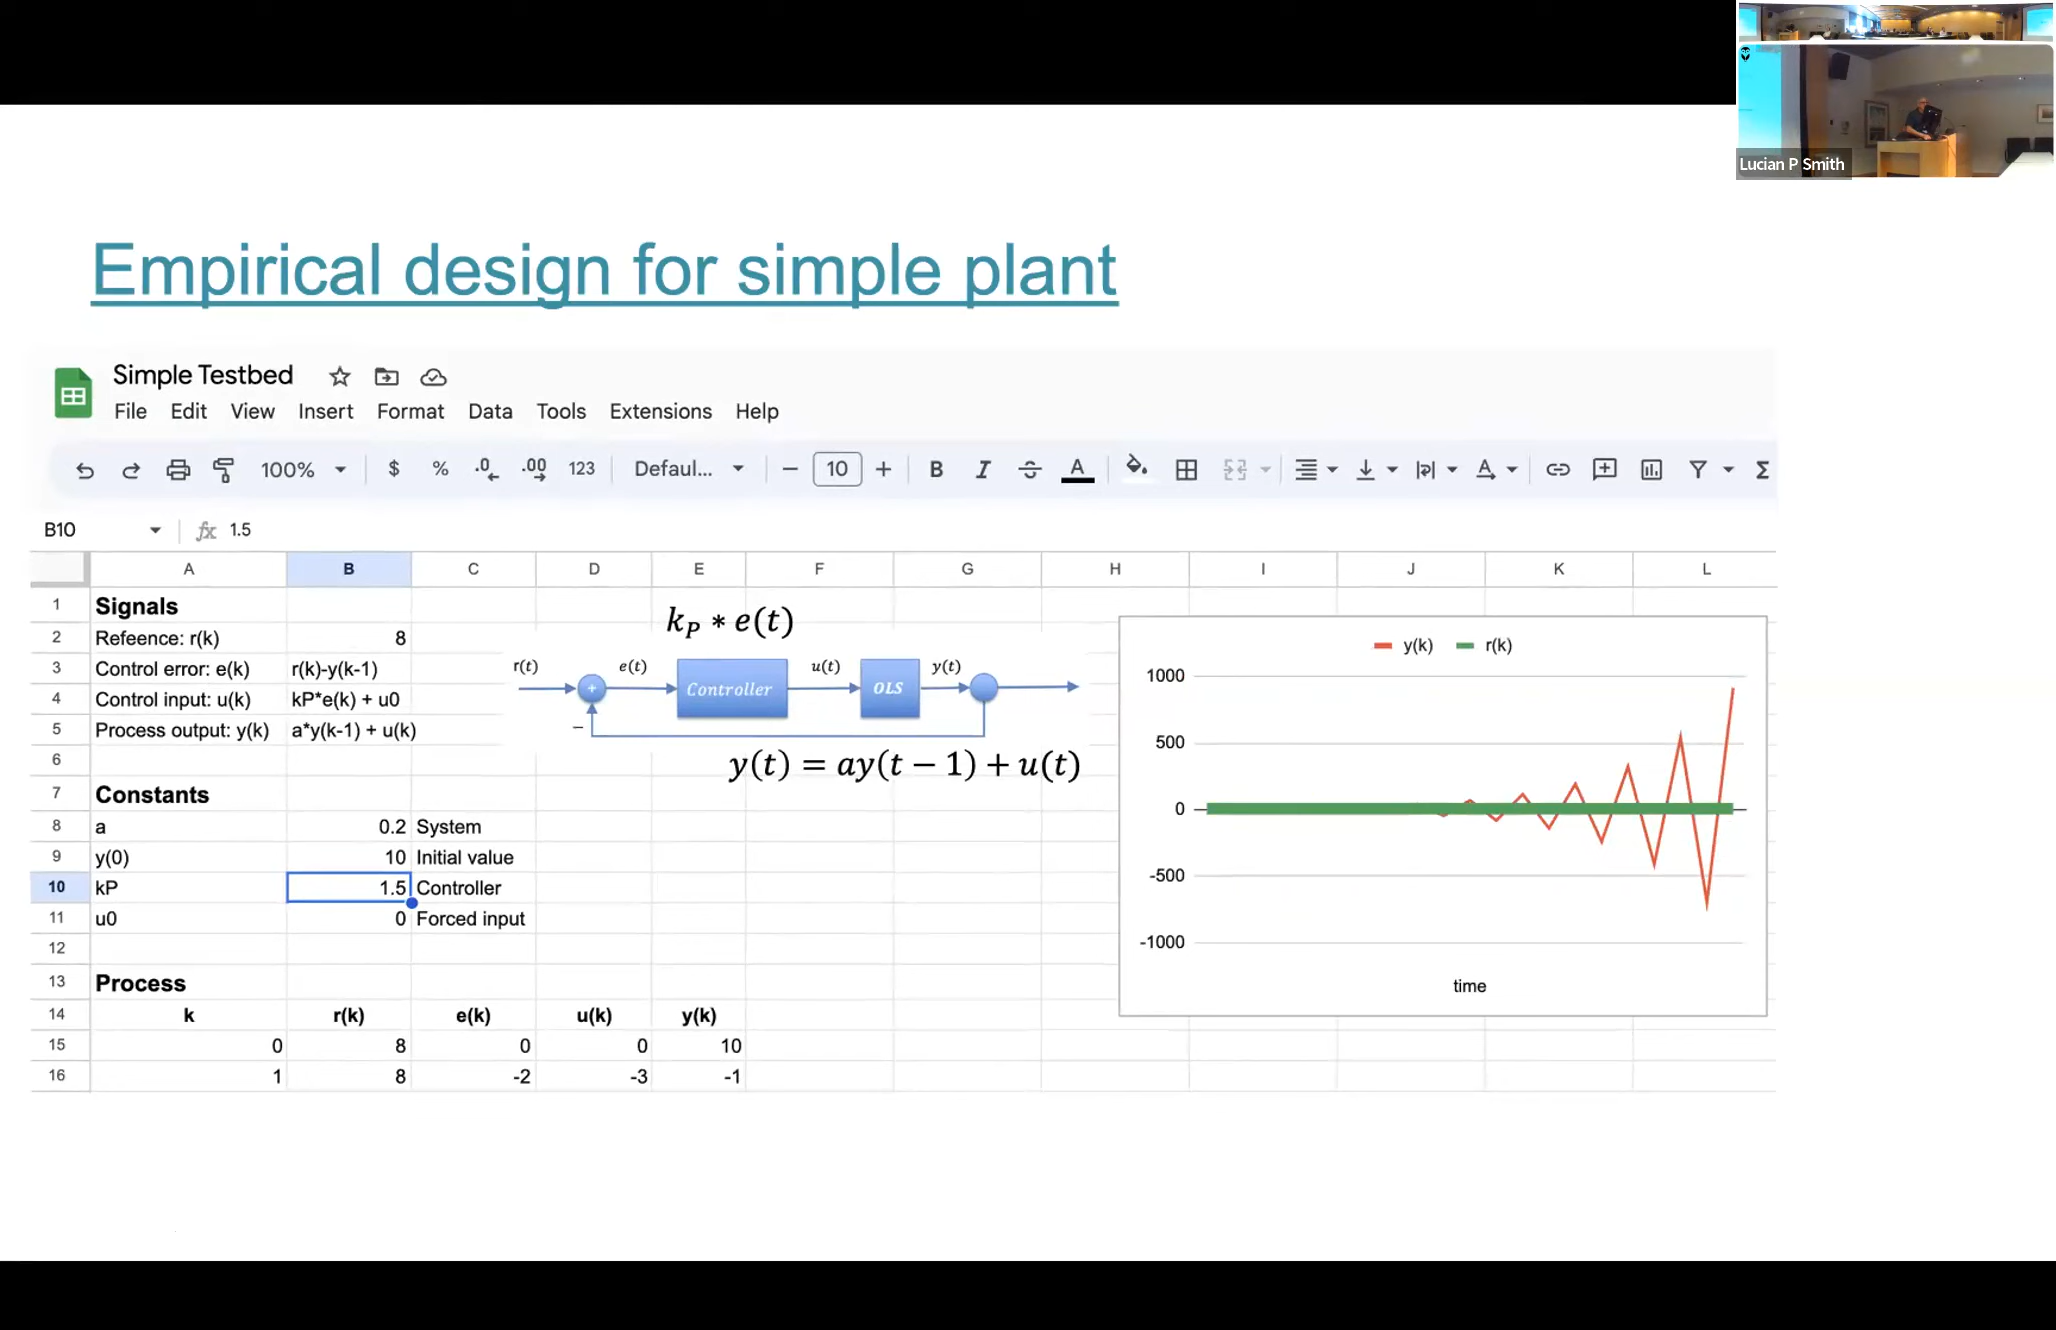 Lucian P Smith
Empirical design for simple plant
Simple Testbed
File Edit View Insert Format Data Tools Extensions Help
100% $ % .0 .00 123 Defaul... 10 B I A A Σ
B10 fx 1.5
A B C D E F G H I J K L
1 Signals
2 Refeence: r(k) 8
3 Control error: e(k) r(k)-y(k-1)
4 Control input: u(k) kP*e(k) + u0
5 Process output: y(k) a*y(k-1) + u(k)
6
7 Constants
8 a 0.2 System
9 y(0) 10 Initial value
10 kP 1.5 Controller
11 u0 0 Forced input
12
13 Process
14 k r(k) e(k) u(k) y(k)
15 0 8 0 0 10
16 1 8 -2 -3 -1
k_P * e(t)
r(t) e(t) u(t) y(t)
+ Controller OLS
−
y(t) = ay(t − 1) + u(t)
y(k) r(k)
1000
500
0
-500
-1000
time